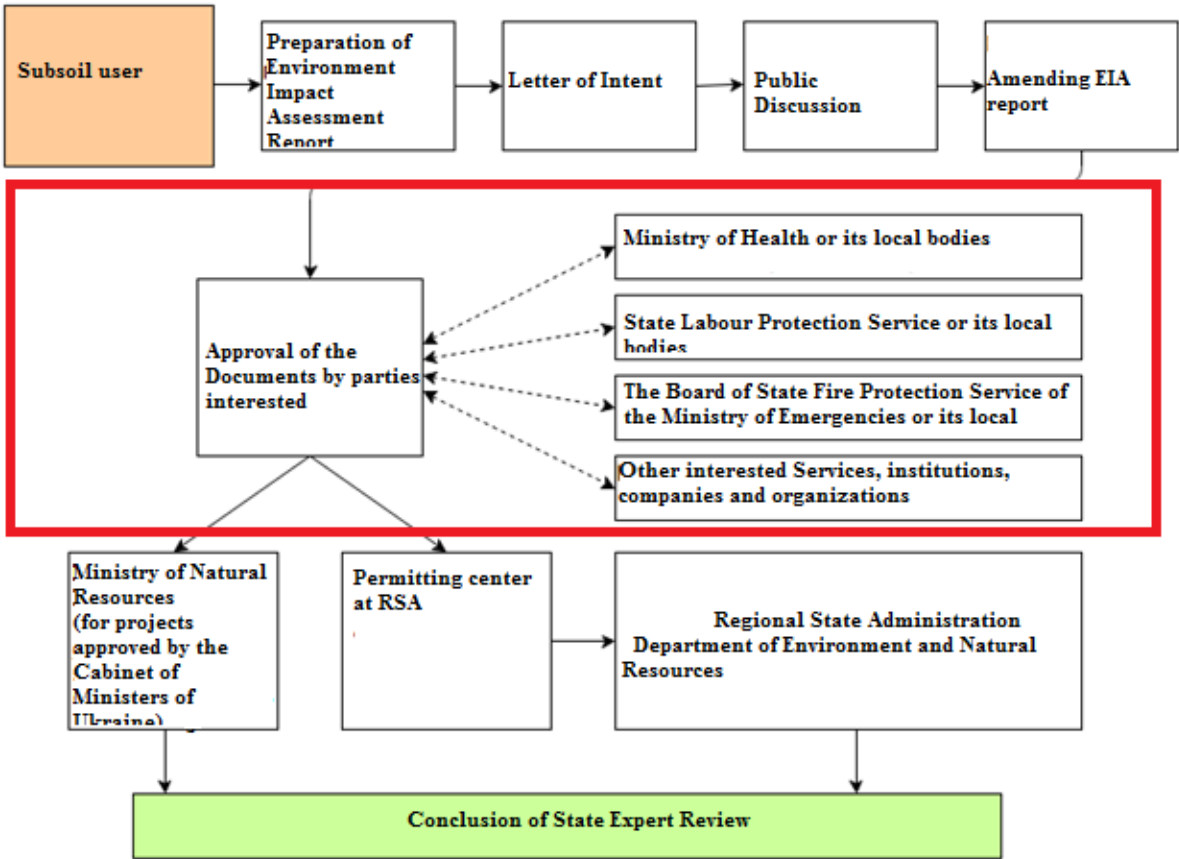 Subsoil user
Preparation of
Environment
Impact
Assessment
Report
Letter of Intent
Public
Discussion
Amending EIA
report
Ministry of Health or its local bodies
Approval of the
Documents by parties
interested
State Labour Protection Service or its local
bodies
The Board of State Fire Protection Service of
the Ministry of Emergencies or its local
Other interested Services, institutions,
companies and organizations
Ministry of Natural
Resources
(for projects
approved by the
Cabinet of
Ministers of
Ukraine)
Permitting center
at RSA
Regional State Administration
Department of Environment and Natural
Resources
Conclusion of State Expert Review